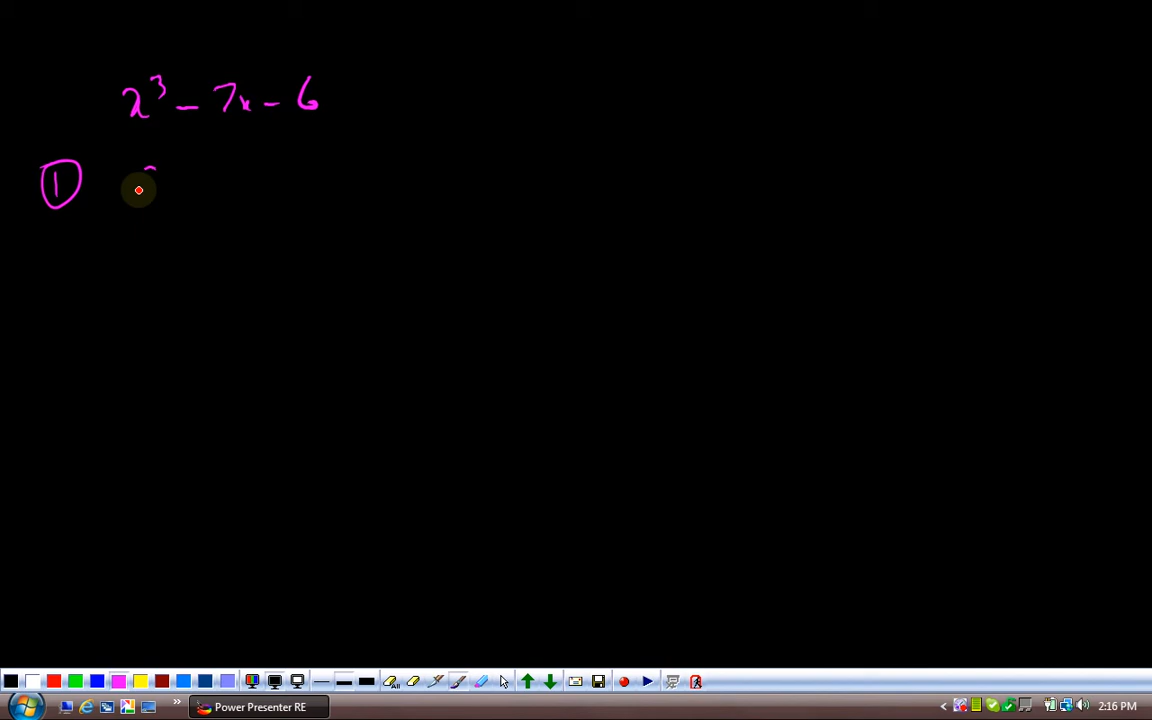 x³ - 7x - 6
①
Power Presenter RE
2:16 PM